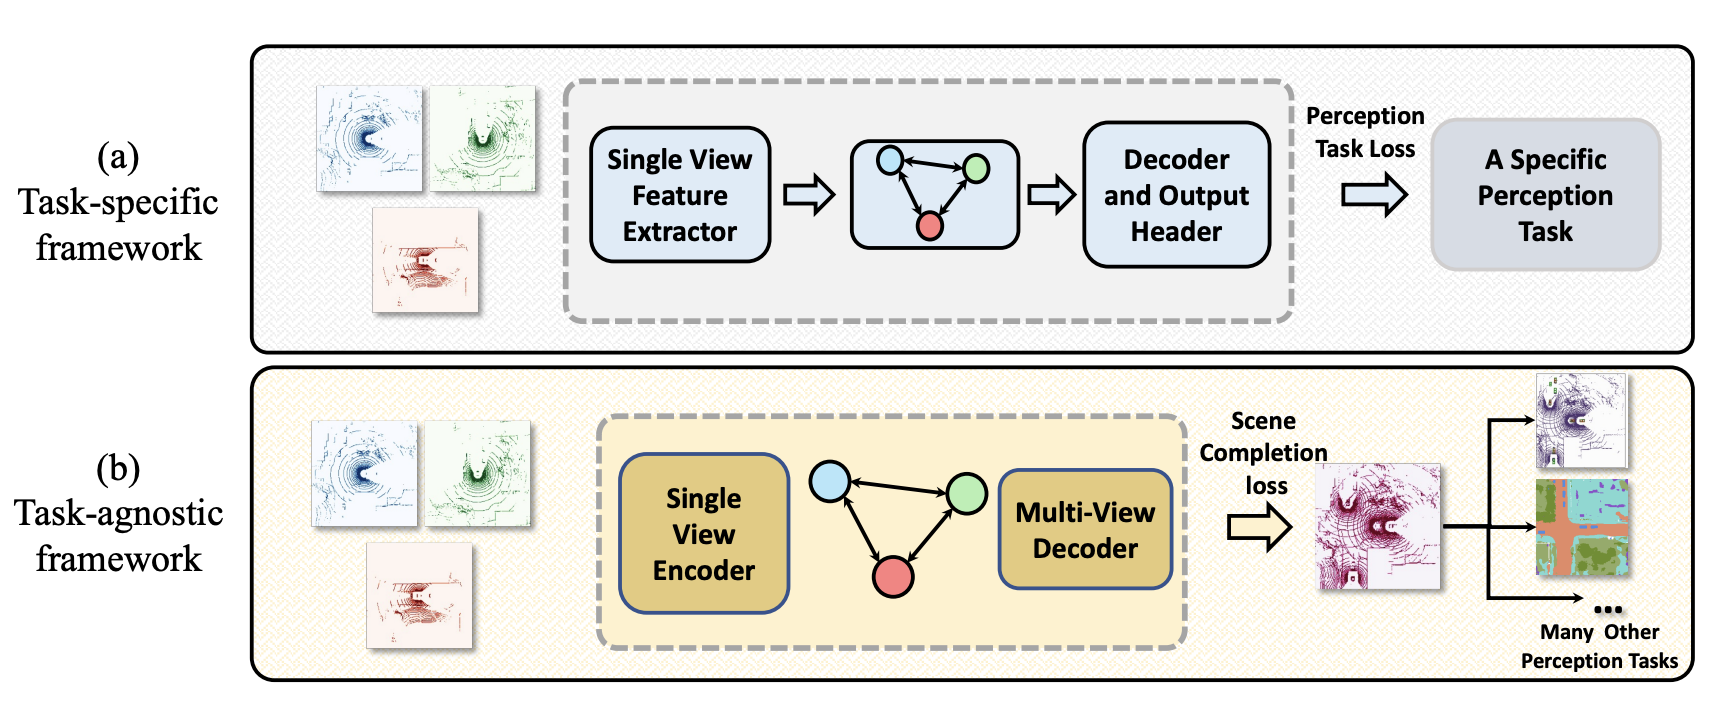 (a)
Task-specific
framework
Single View
Feature
Extractor
Decoder
and Output
Header
Perception
Task Loss
A Specific
Perception
Task
(b)
Task-agnostic
framework
Single
View
Encoder
Multi-View
Decoder
Scene
Completion
loss
...
Many Other
Perception Tasks